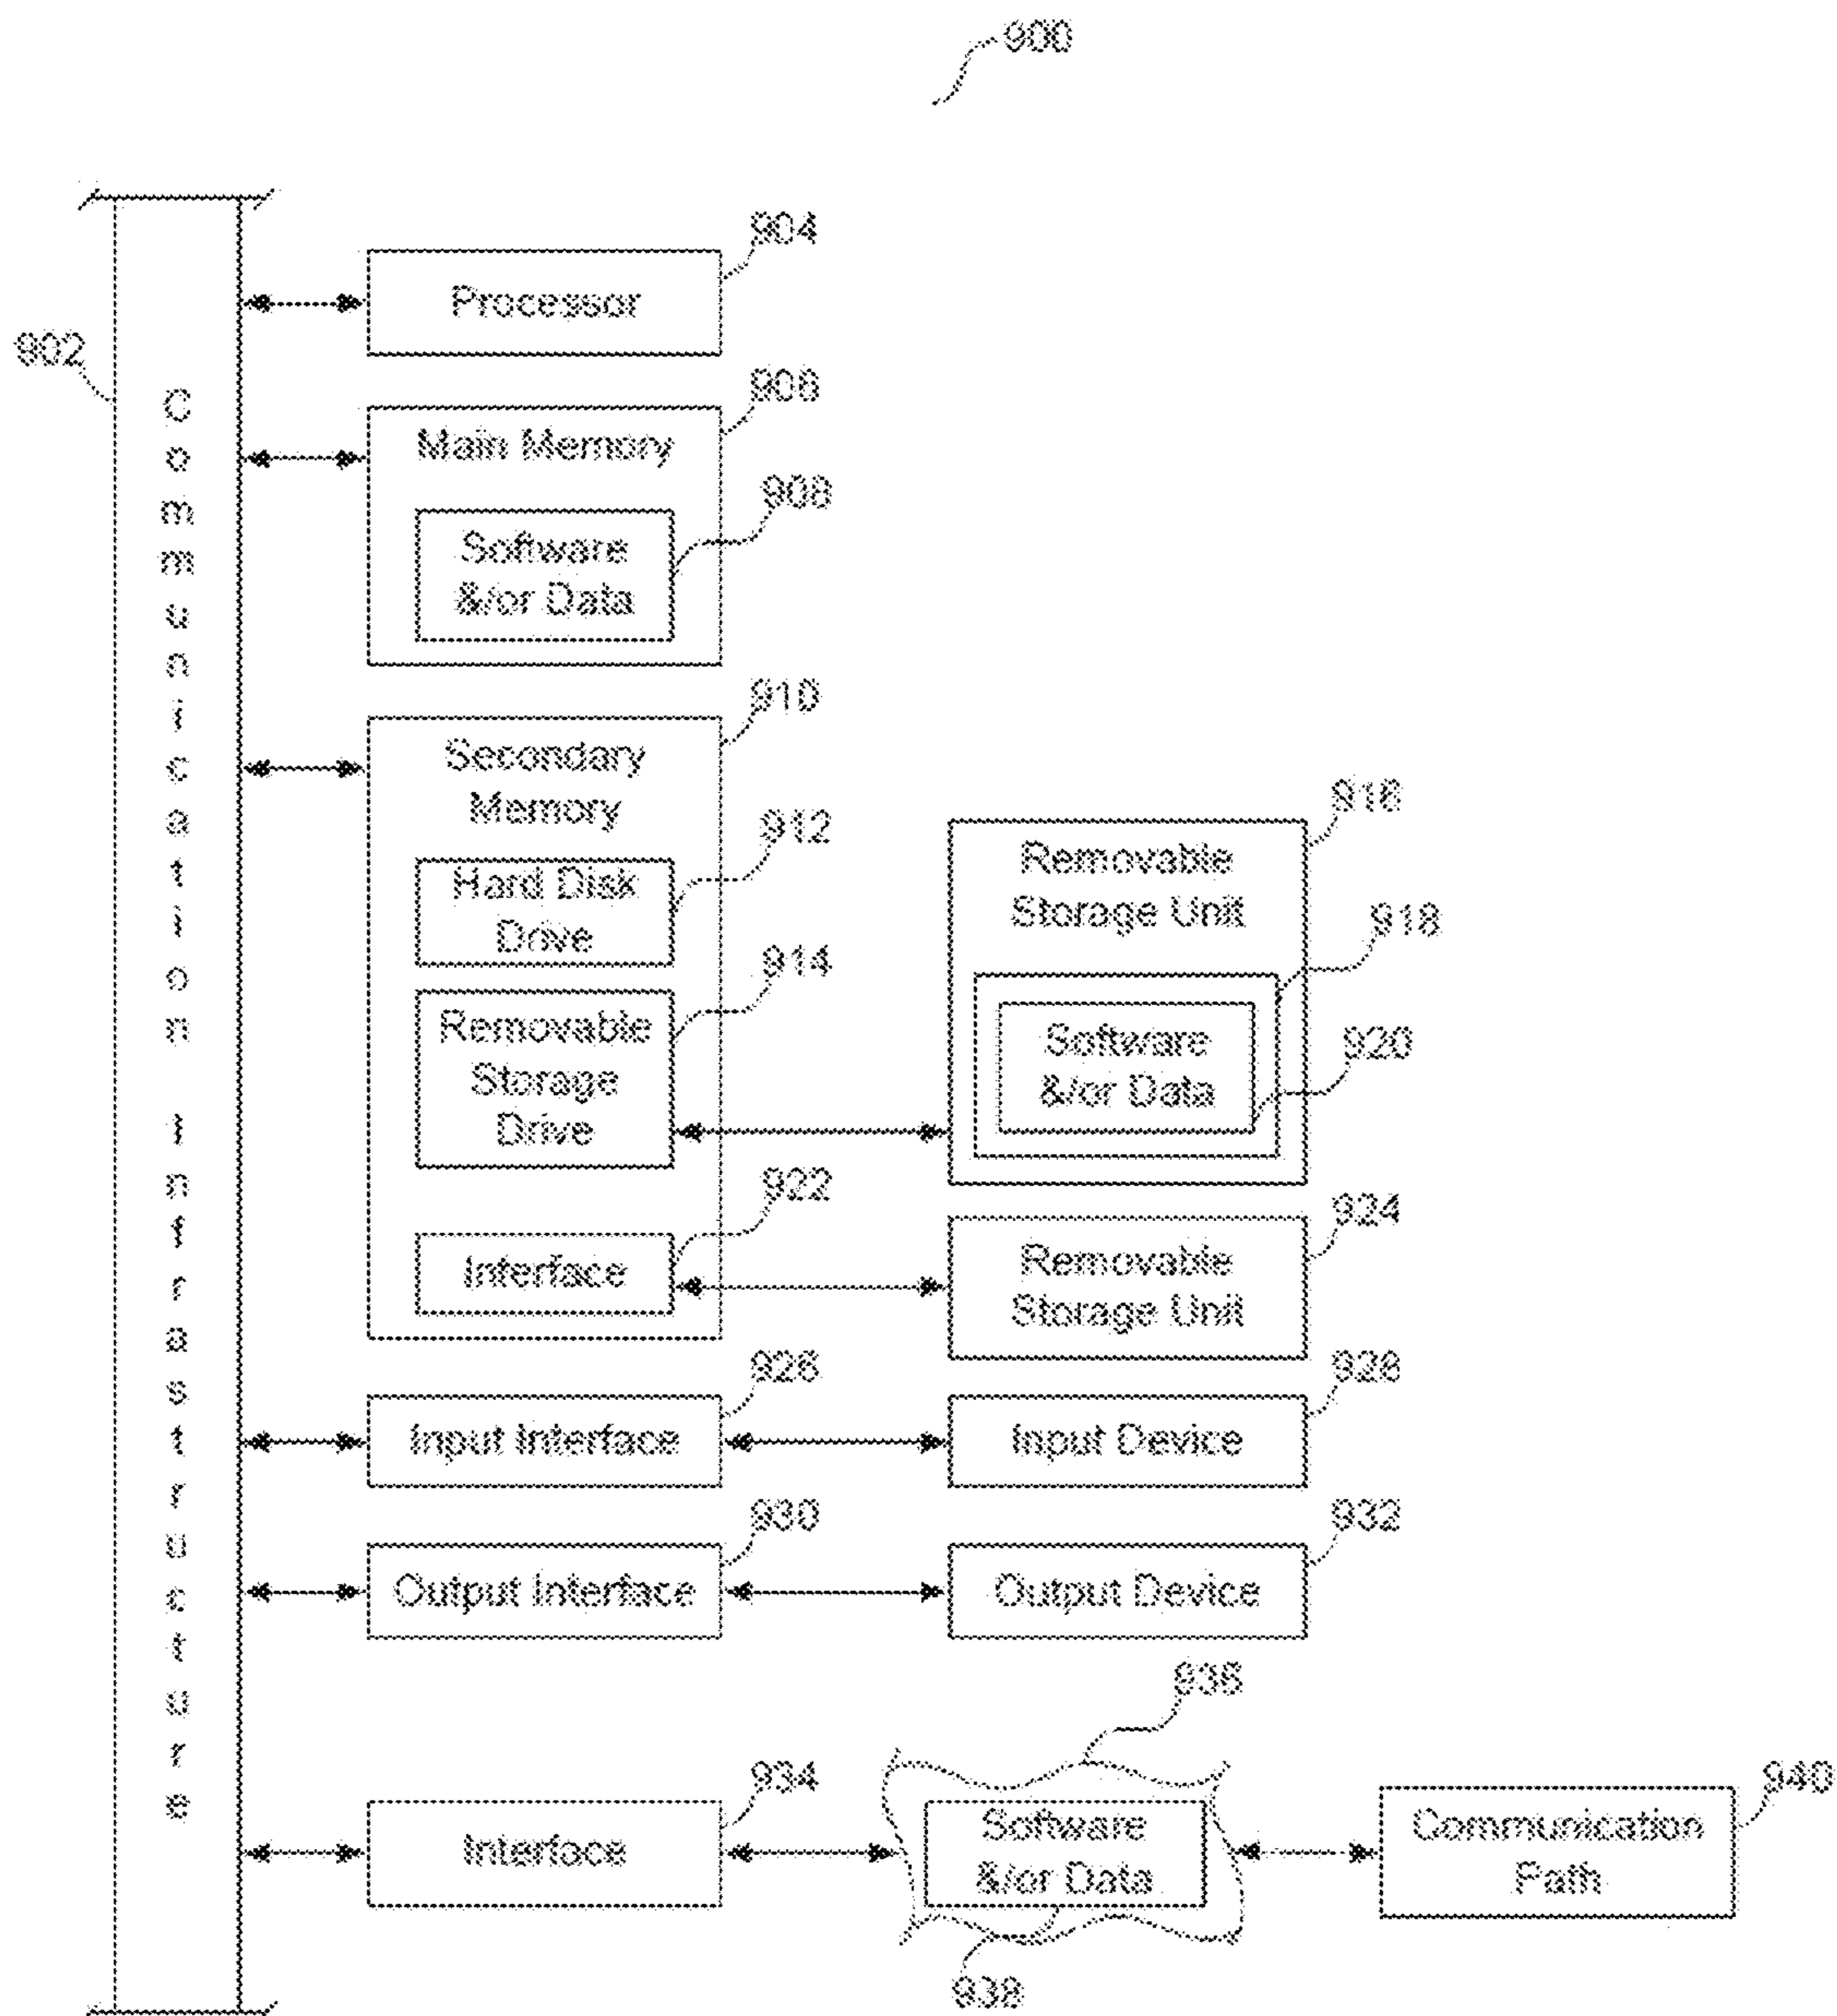 900
904
Processor
902
Communication Infrastructure
906
Main Memory
908
Software
&/or Data
910
Secondary
Memory
912
Hard Disk
Drive
914
Removable
Storage
Drive
916
Removable
Storage Unit
918
Software
&/or Data
920
922
Interface
924
Removable
Storage Unit
926
Input Interface
928
Input Device
930
Output Interface
932
Output Device
936
934
Interface
Software
&/or Data
938
940
Communication
Path